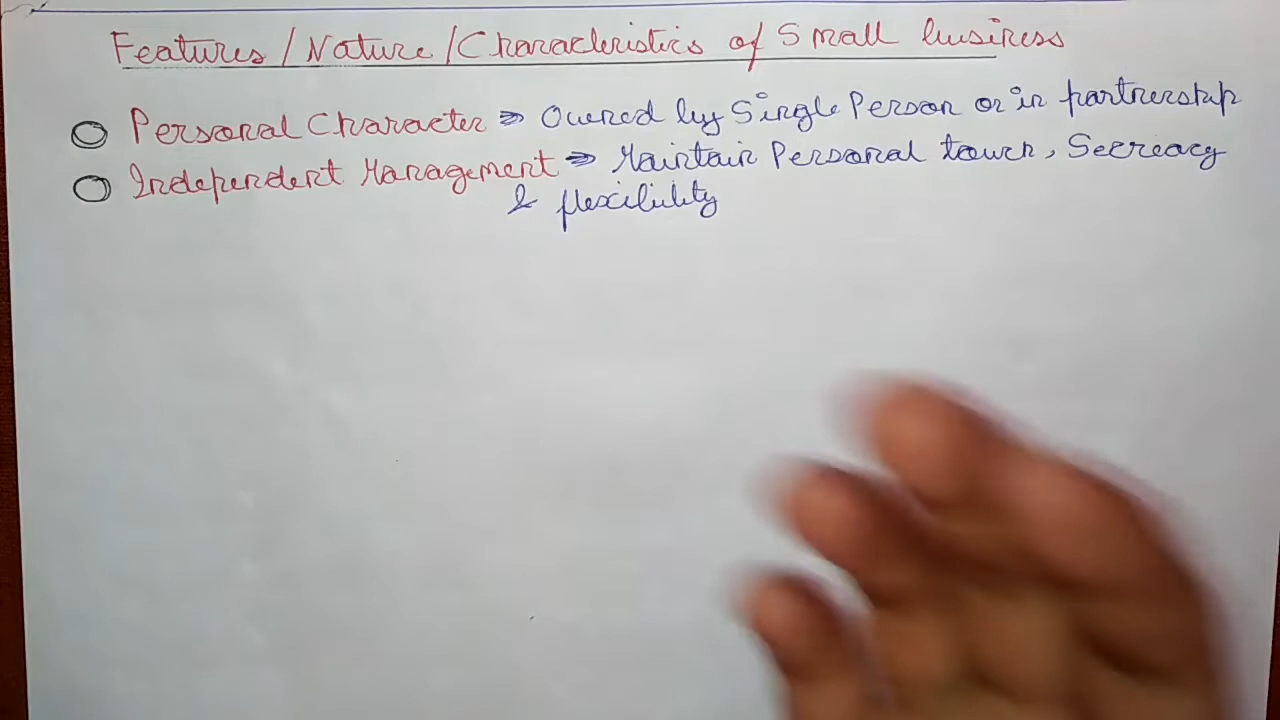 Features / Nature / Characteristics of Small business
Personal Character ⇒ Owned by Single Person or in partnership
Independent Management ⇒ Maintain Personal touch, Secreacy
& flexibility